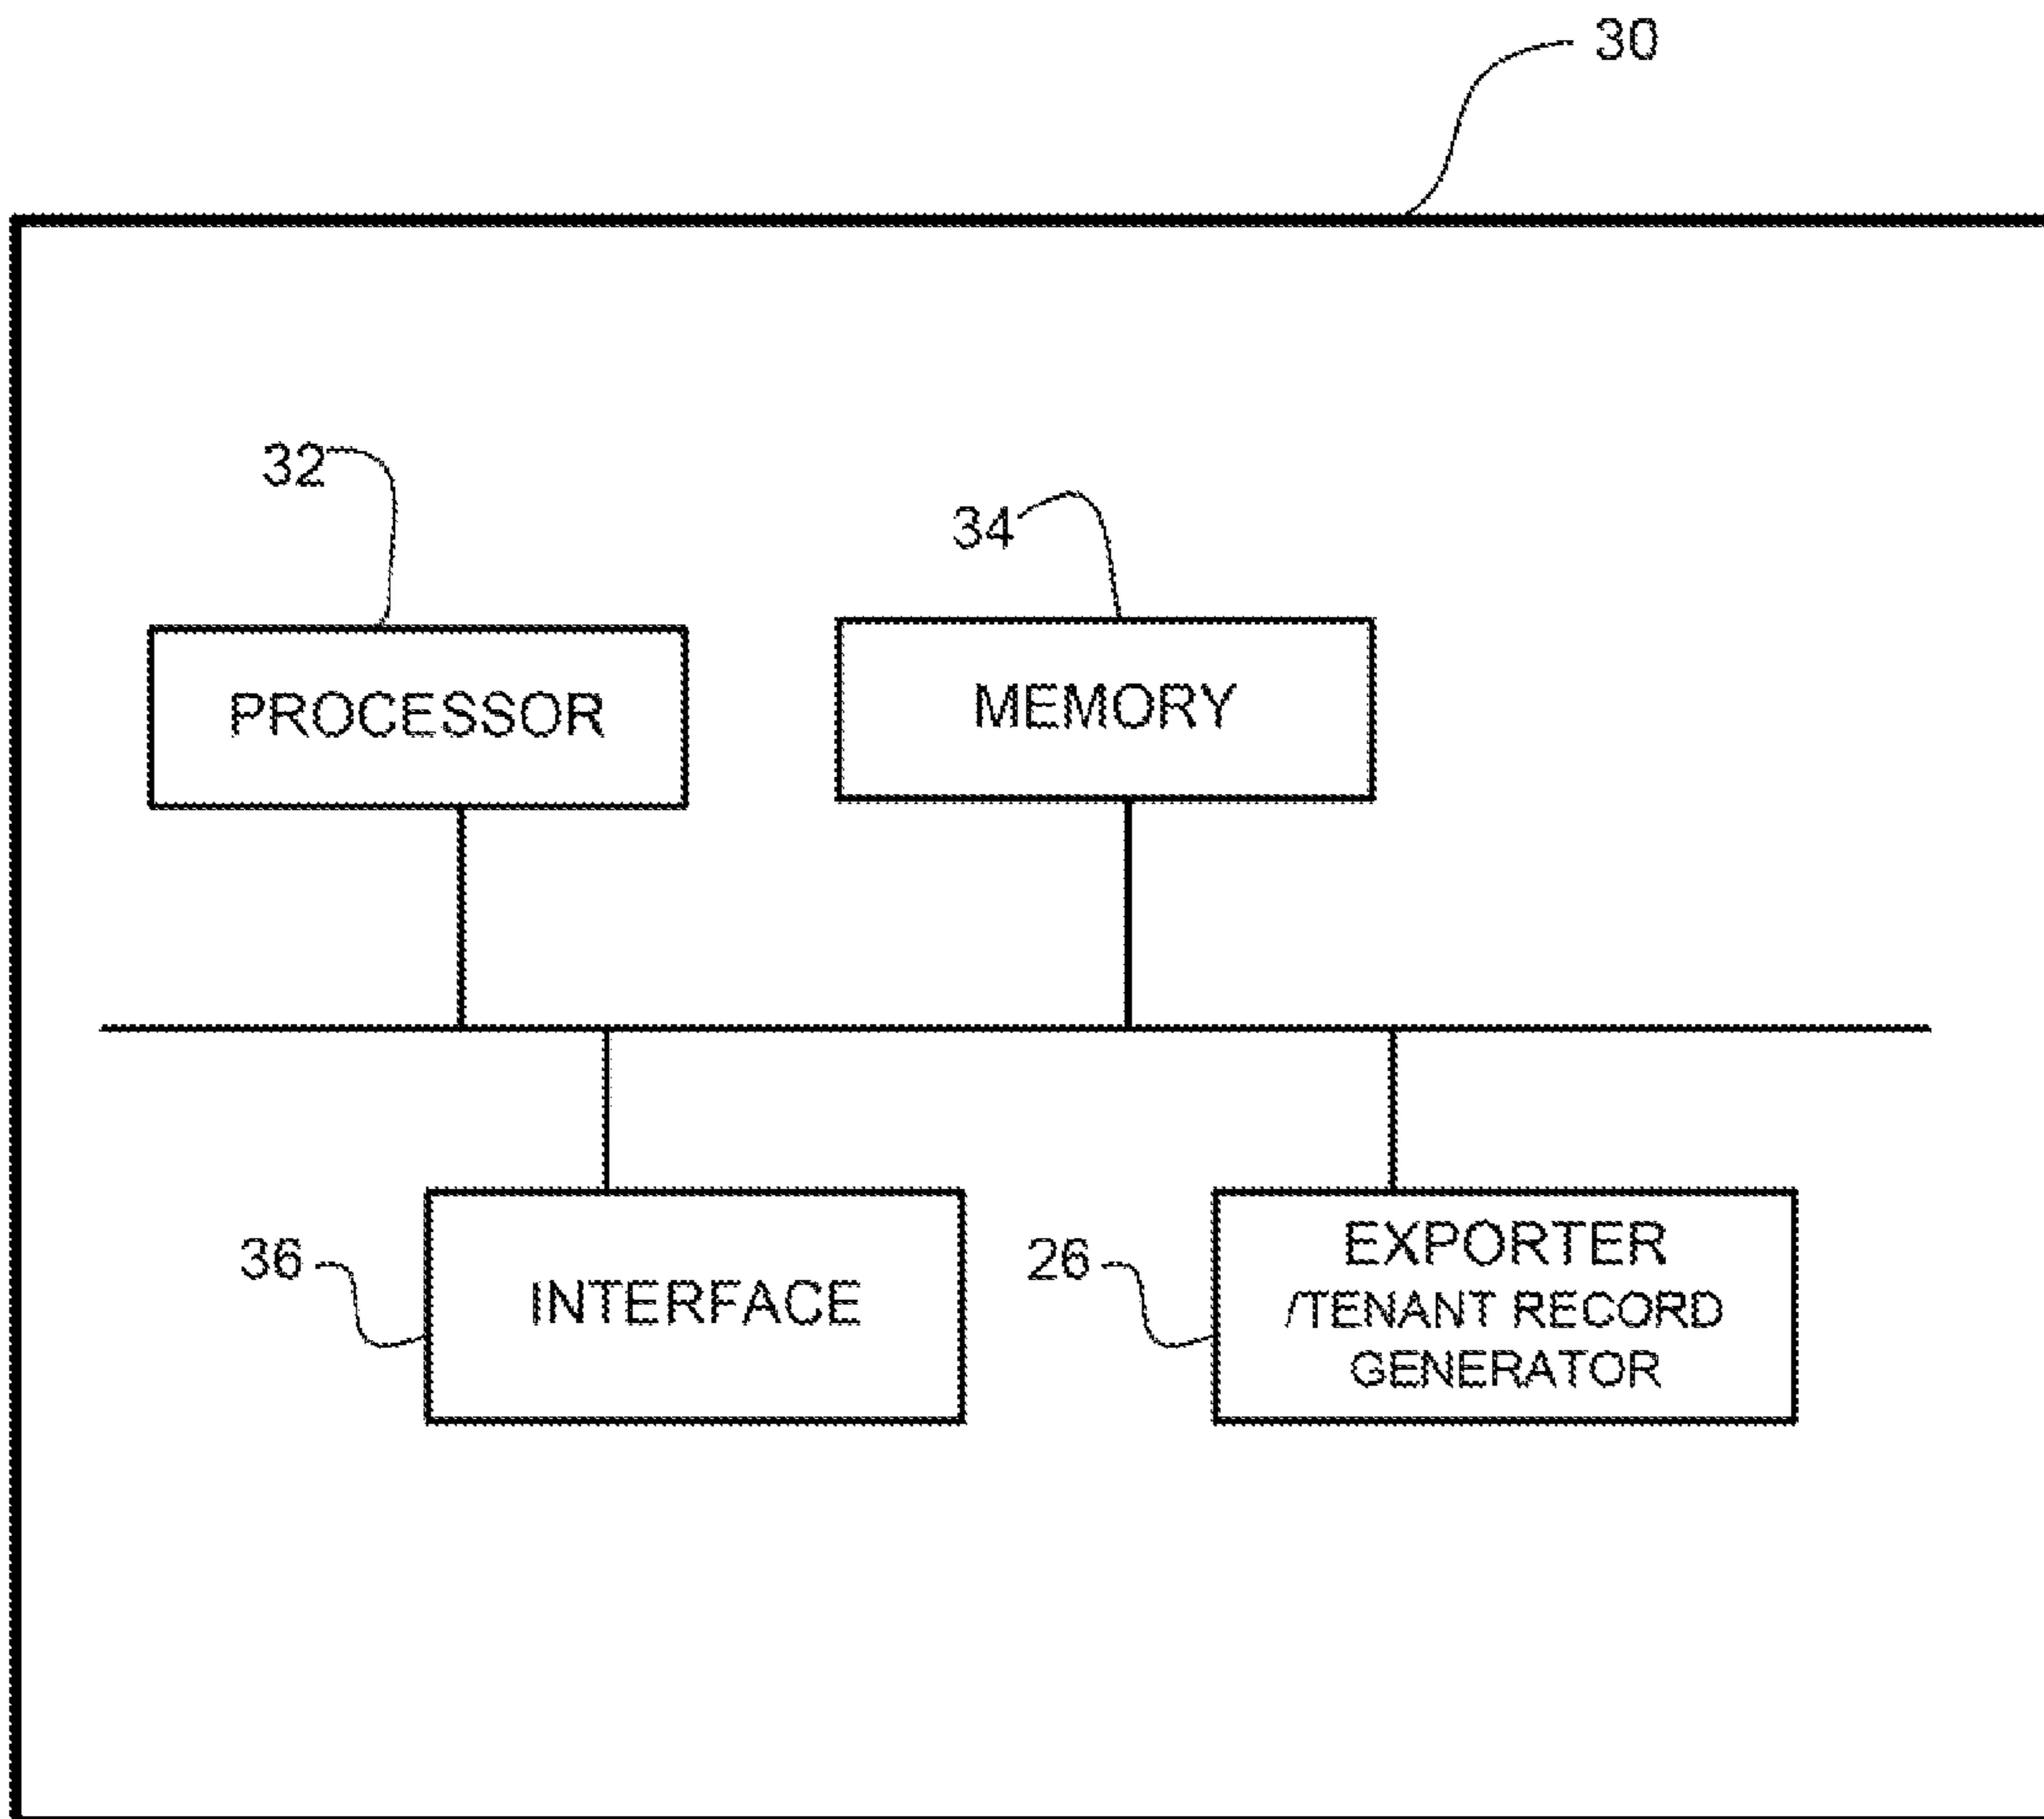 30
32
34
PROCESSOR
MEMORY
36
INTERFACE
26
EXPORTER
/TENANT RECORD
GENERATOR